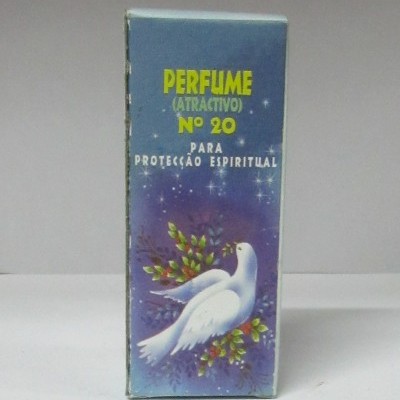 PERFUME
(ATRACTIVO)
Nº 20
PARA
PROTECÇÃO ESPIRITUAL